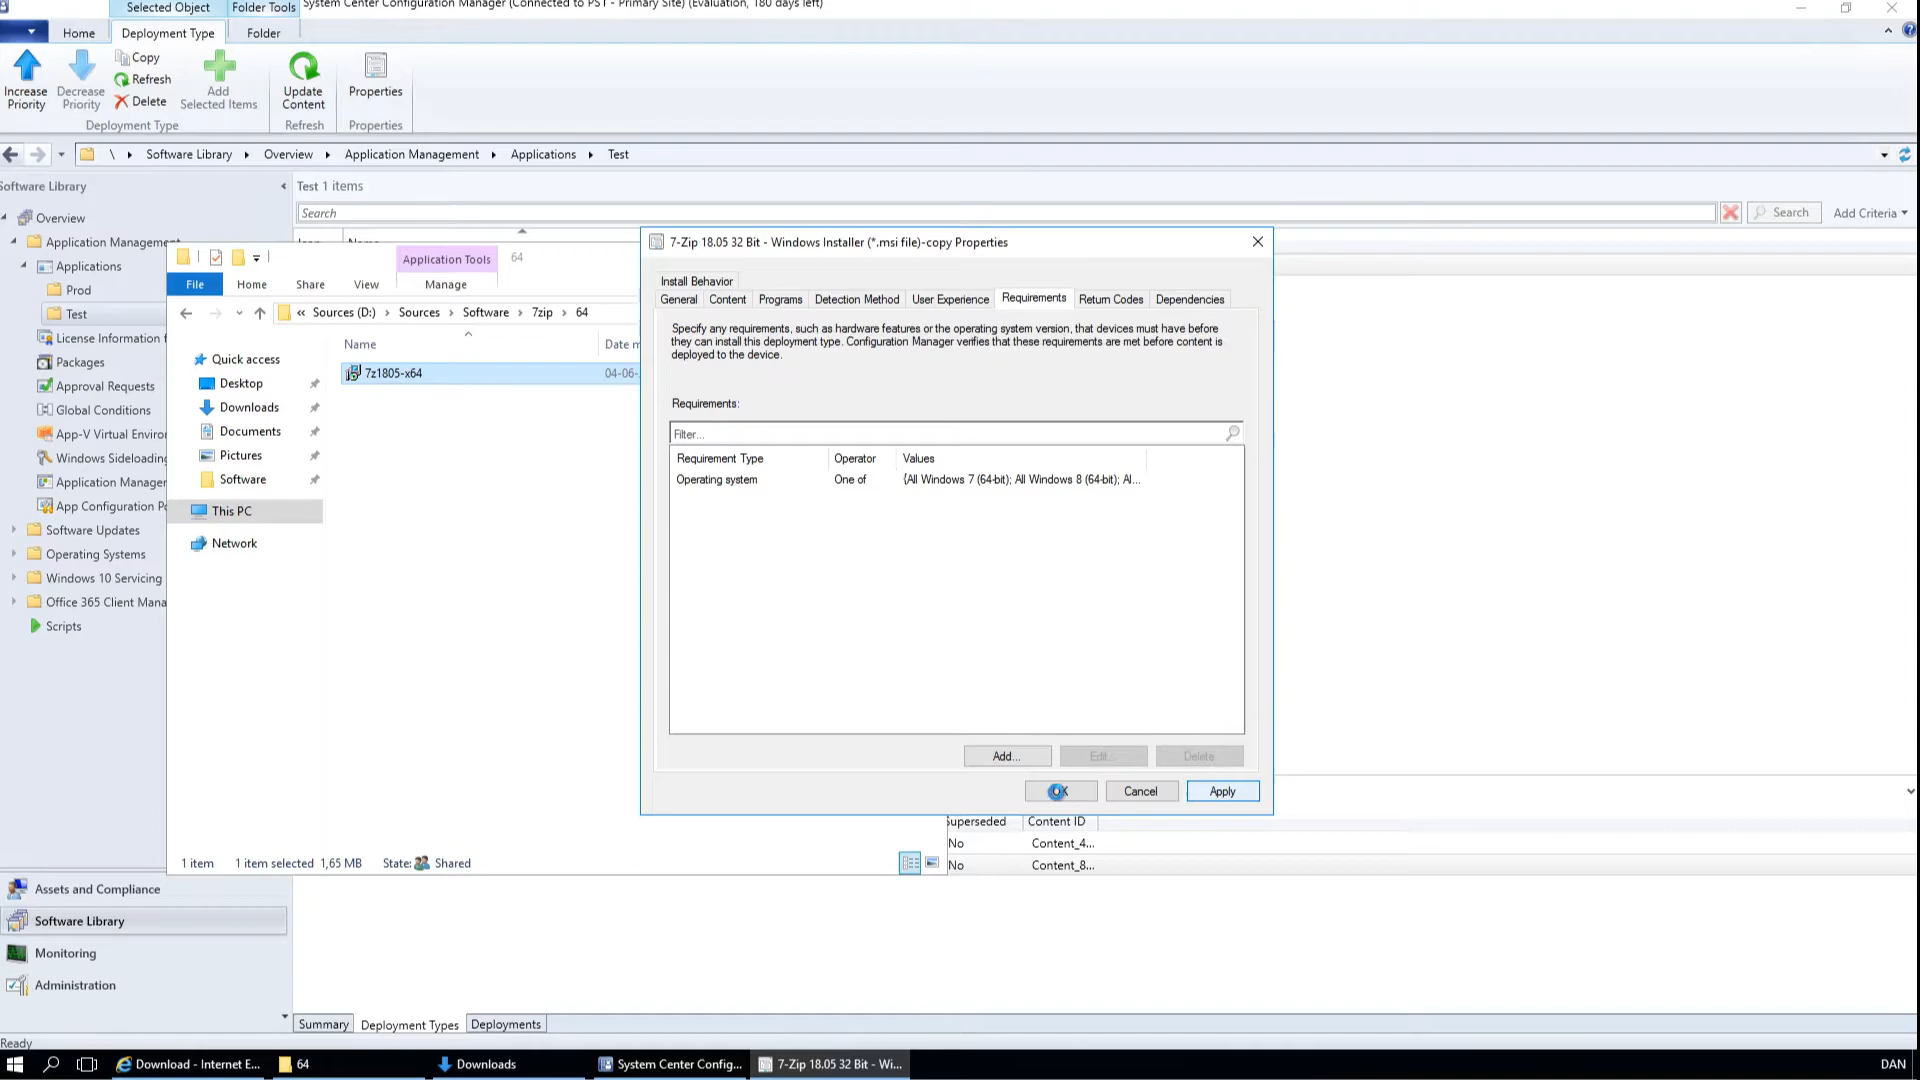 Selected Object
Folder Tools
System Center Configuration Manager (Connected to PST - Primary Site) (Evaluation, 180 days left)
Home
Deployment Type
Folder
Increase Priority
Decrease Priority
Copy
Refresh
Delete
Add Selected Items
Update Content
Properties
Deployment Type
Refresh
Properties
\ Software Library Overview Application Management Applications Test
Software Library
Test 1 items
Search
Search
Add Criteria
Overview
Application Management
Applications
Prod
Test
License Information f
Packages
Approval Requests
Global Conditions
App-V Virtual Enviror
Windows Sideloading
Application Manager
App Configuration Po
Software Updates
Operating Systems
Windows 10 Servicing
Office 365 Client Mana
Scripts
Application Tools
64
File
Home
Share
View
Manage
« Sources (D:) Sources Software 7zip 64
Name
Date m
7z1805-x64
04-06-
Quick access
Desktop
Downloads
Documents
Pictures
Software
This PC
Network
1 item
1 item selected 1,65 MB
State: Shared
7-Zip 18.05 32 Bit - Windows Installer (*.msi file)-copy Properties
Install Behavior
General
Content
Programs
Detection Method
User Experience
Requirements
Return Codes
Dependencies
Specify any requirements, such as hardware features or the operating system version, that devices must have before
they can install this deployment type. Configuration Manager verifies that these requirements are met before content is
deployed to the device.
Requirements:
Filter...
Requirement Type
Operator
Values
Operating system
One of
{All Windows 7 (64-bit); All Windows 8 (64-bit); Al...
Add...
Edit...
Delete
OK
Cancel
Apply
Superseded
Content ID
No
Content_4...
No
Content_8...
Assets and Compliance
Software Library
Monitoring
Administration
Summary
Deployment Types
Deployments
Ready
Download - Internet E...
64
Downloads
System Center Config...
7-Zip 18.05 32 Bit - Wi...
DAN